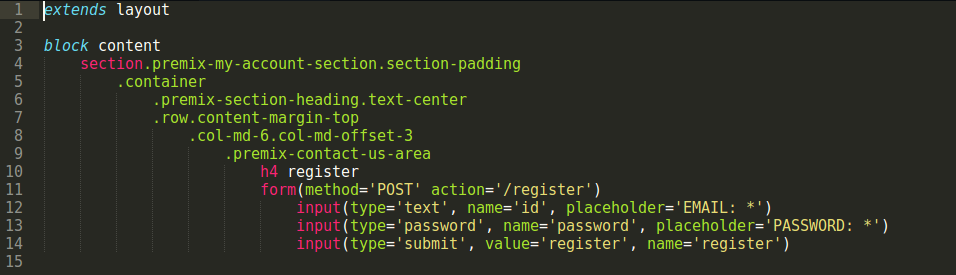 1 extends layout
2
3 block content
4 section.premix-my-account-section.section-padding
5 .container
6 .premix-section-heading.text-center
7 .row.content-margin-top
8 .col-md-6.col-md-offset-3
9 .premix-contact-us-area
10 h4 register
11 form(method='POST' action='/register')
12 input(type='text', name='id', placeholder='EMAIL: *')
13 input(type='password', name='password', placeholder='PASSWORD: *')
14 input(type='submit', value='register', name='register')
15